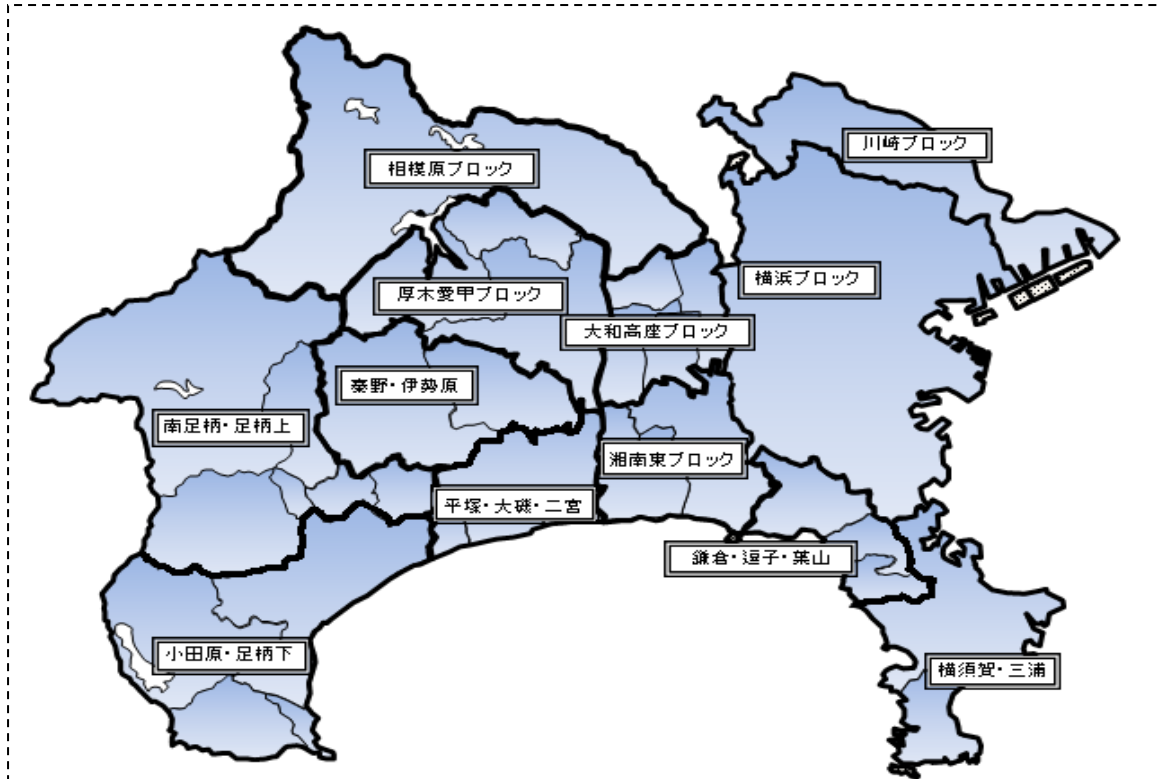 川崎ブロック
相模原ブロック
横浜ブロック
厚木愛甲ブロック
大和高座ブロック
秦野・伊勢原
南足柄・足柄上
湘南東ブロック
平塚・大磯・二宮
鎌倉・逗子・葉山
小田原・足柄下
横須賀・三浦